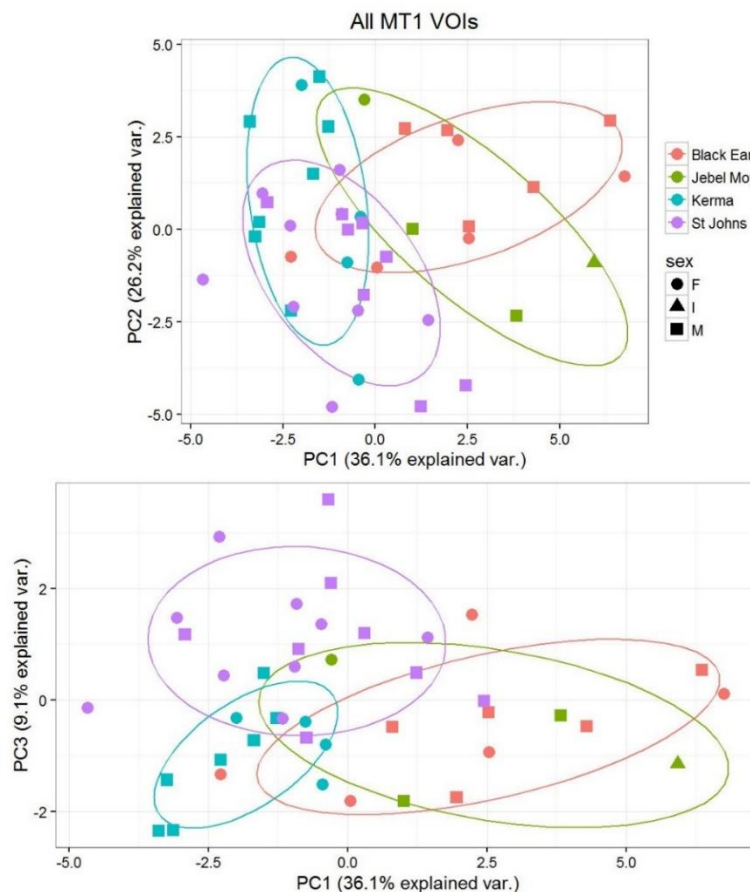 All MT1 VOIs
5.0
2.5
0.0
-2.5
-5.0
PC2 (26.2% explained var.)
-5.0 -2.5 0.0 2.5 5.0
PC1 (36.1% explained var.)
Black Ear
Jebel Mo
Kerma
St Johns
sex
F
I
M
2
0
-2
PC3 (9.1% explained var.)
-5.0 -2.5 0.0 2.5 5.0
PC1 (36.1% explained var.)